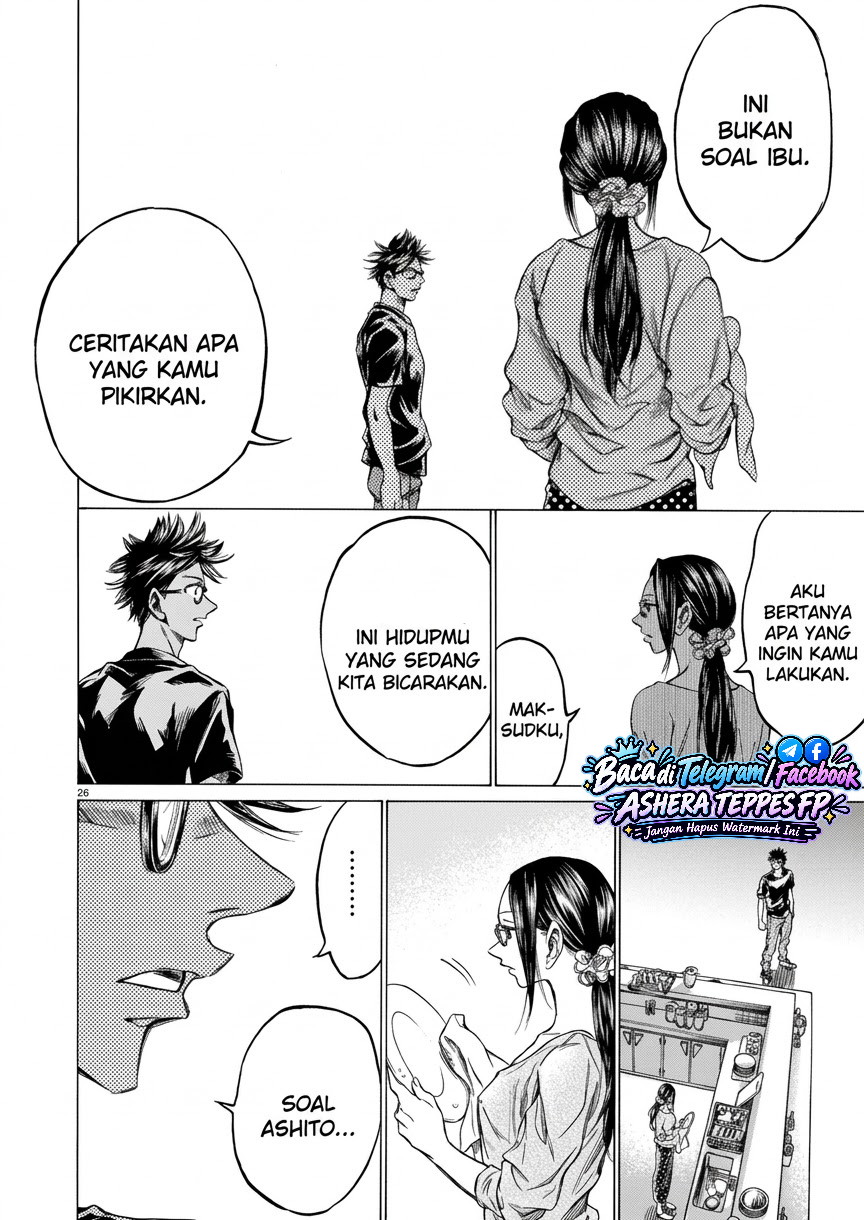 INI
BUKAN
SOAL IBU.
CERITAKAN APA
YANG KAMU
PIKIRKAN.
AKU
BERTANYA
APA YANG
INGIN KAMU
LAKUKAN.
MAK-
SUDKU,
INI HIDUPMU
YANG SEDANG
KITA BICARAKAN.
26
Baca di Telegram/Facebook
ASHERA TEPPES FP
Jangan Hapus Watermark Ini
.........
SOAL
ASHITO...